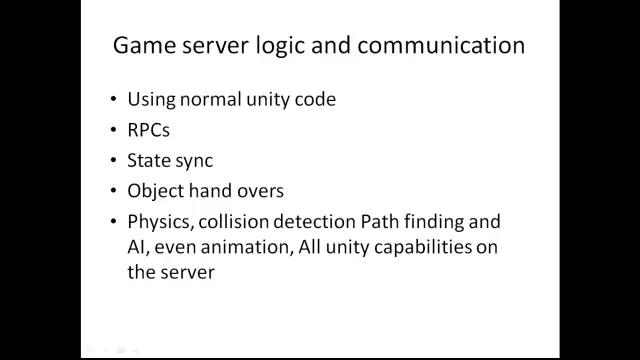 Game server logic and communication
• Using normal unity code
• RPCs
• State sync
• Object hand overs
• Physics, collision detection Path finding and
AI, even animation, All unity capabilities on
the server